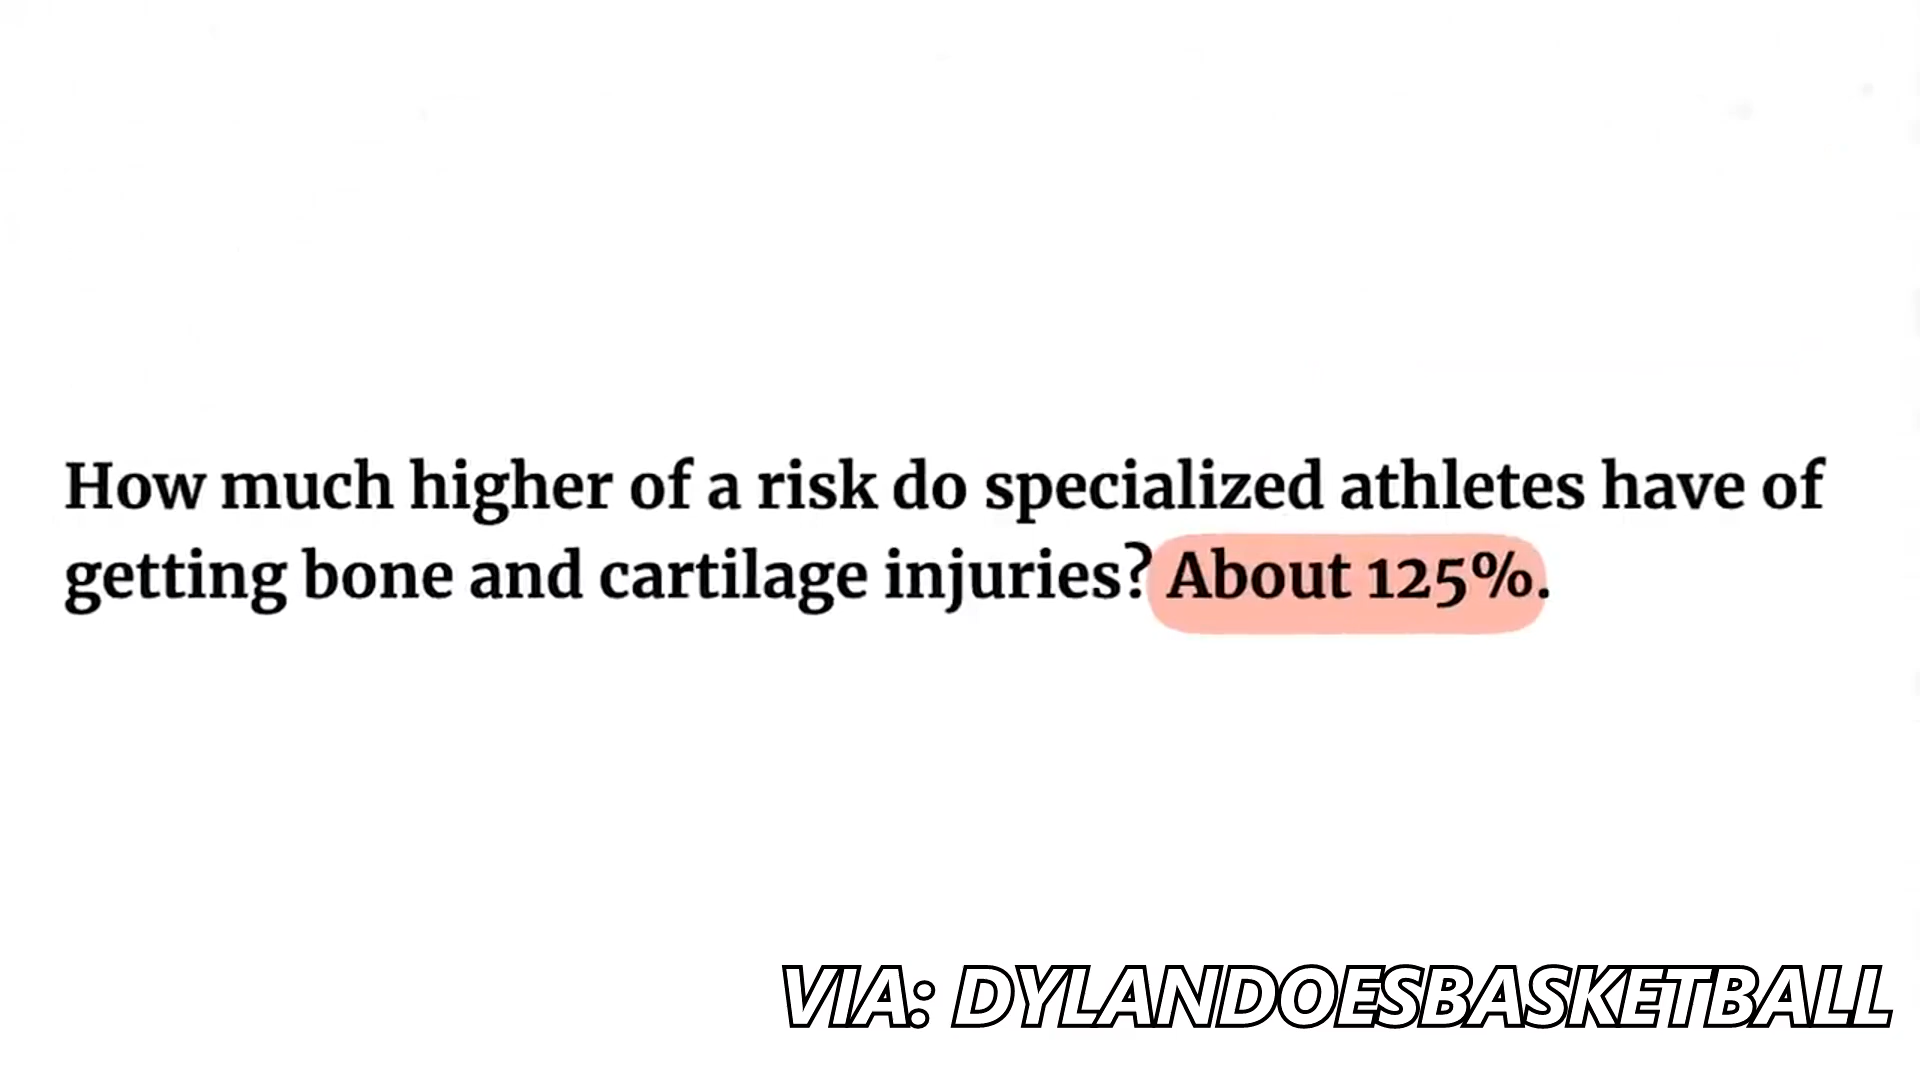 How much higher of a risk do specialized athletes have of
getting bone and cartilage injuries? About 125%.
VIA: DYLANDOESBASKETBALL